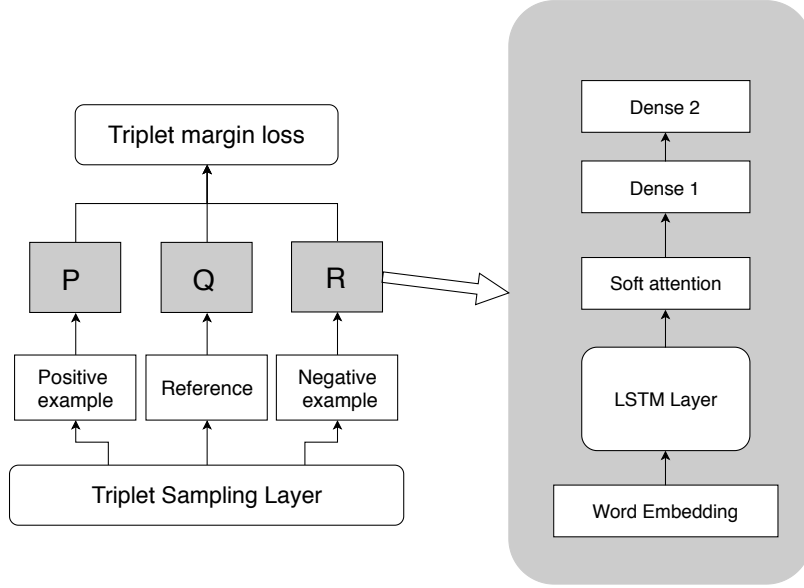 Triplet margin loss
P
Q
R
Positive
example
Reference
Negative
example
Triplet Sampling Layer
Dense 2
Dense 1
Soft attention
LSTM Layer
Word Embedding